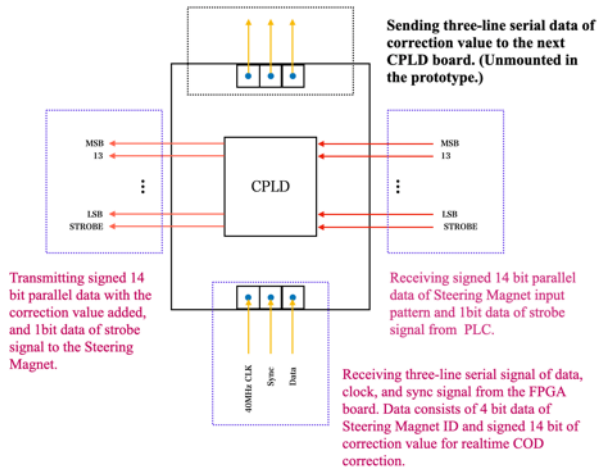 Sending three-line serial data of
correction value to the next
CPLD board. (Unmounted in
the prototype.)
MSB
13
LSB
STROBE
CPLD
MSB
13
LSB
STROBE
Transmitting signed 14
bit parallel data with the
correction value added,
and 1bit data of strobe
signal to the Steering
Magnet.
Receiving signed 14 bit parallel
data of Steering Magnet input
pattern and 1bit data of strobe
signal from PLC.
40MHz CLK
Sync
Data
Receiving three-line serial signal of data,
clock, and sync signal from the FPGA
board. Data consists of 4 bit data of
Steering Magnet ID and signed 14 bit of
correction value for realtime COD
correction.